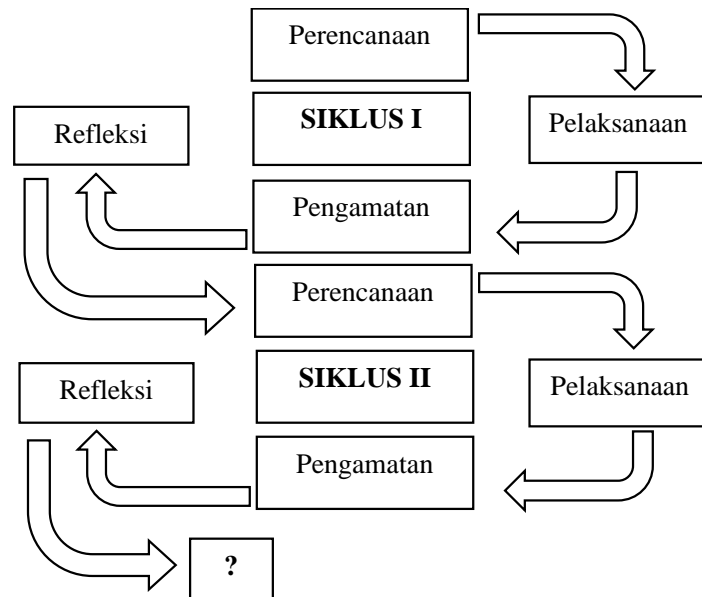 Perencanaan
SIKLUS I
Pelaksanaan
Refleksi
Pengamatan
Perencanaan
SIKLUS II
Pelaksanaan
Refleksi
Pengamatan
?